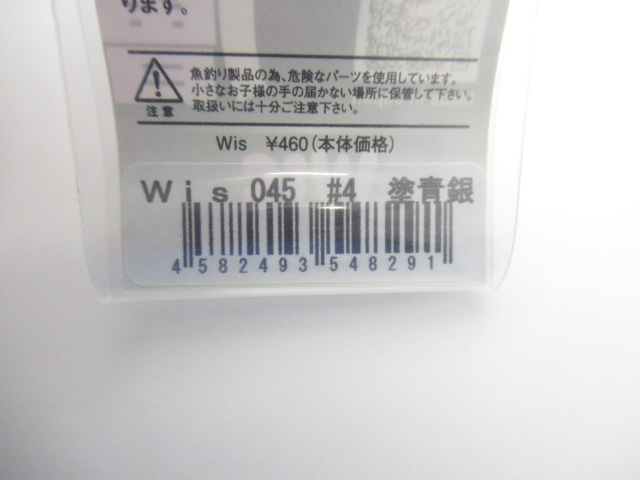 ります。
魚釣り製品の為、危険なパーツを使用しています。
小さなお子様の手の届かない場所に保管して下さい。
取扱いには十分ご注意下さい。
注意
Wis ¥460(本体価格)
Wis 045 #4 塗青銀
4582493548291